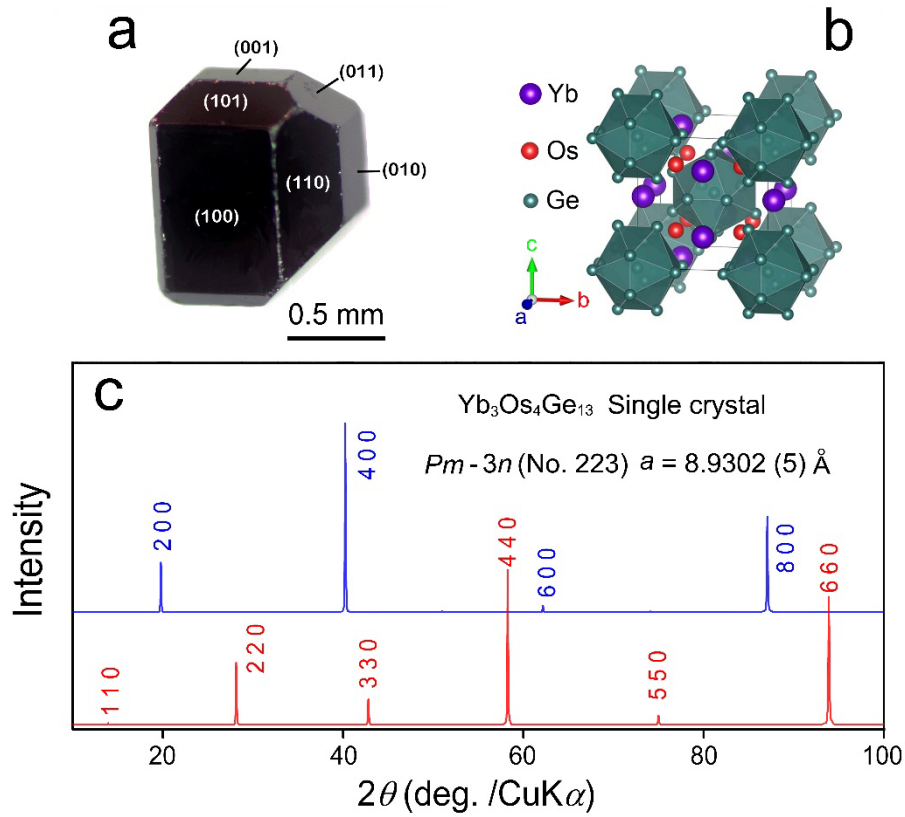 a
(001)
(011)
(101)
(010)
(110)
(100)
0.5 mm
b
Yb
Os
Ge
c
b
a
c
Yb₃Os₄Ge₁₃ Single crystal
Pm-3n (No. 223) a = 8.9302 (5) Å
200
400
600
800
110
220
330
440
550
660
Intensity
20
40
60
80
100
2θ (deg. /CuKα)